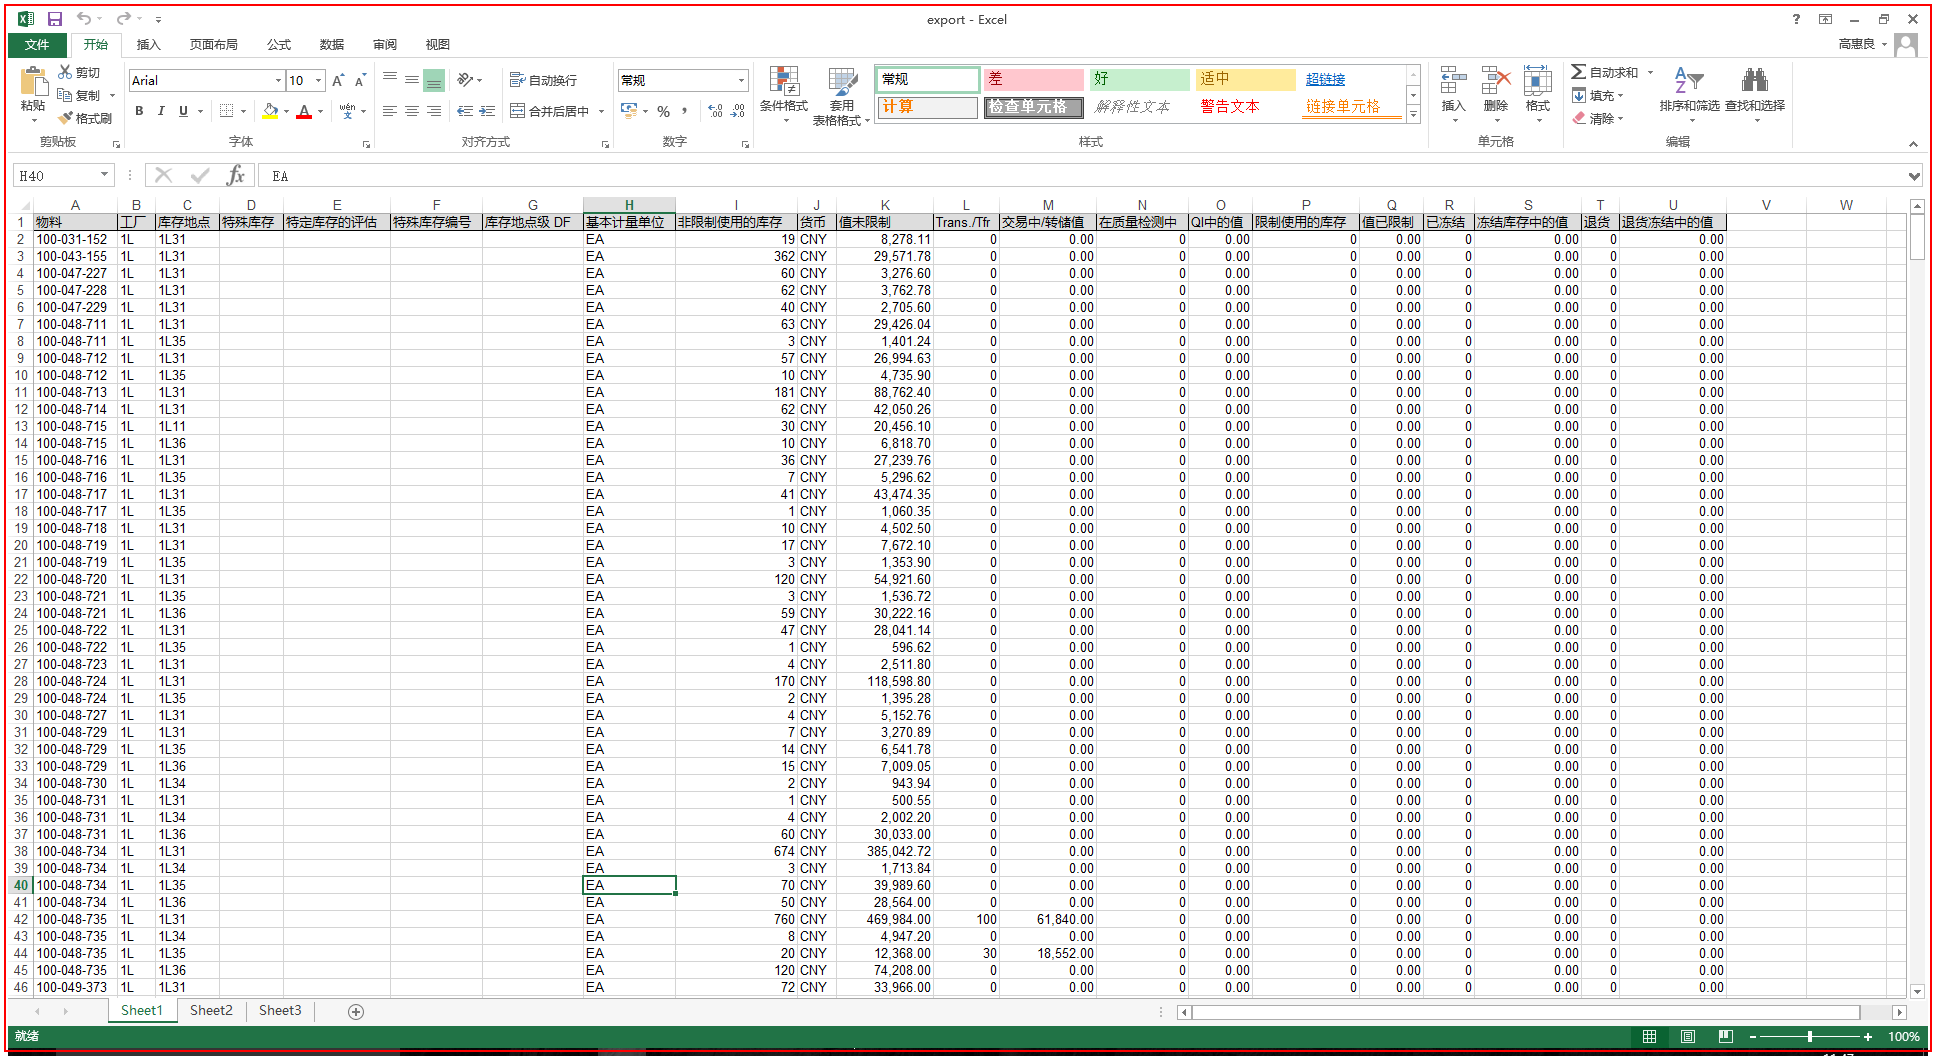 export - Excel
文件 开始 插入 页面布局 公式 数据 审阅 视图 高惠良
粘贴 剪切 复制 格式刷 剪贴板
Arial 10 B I U wén 文 字体
自动换行 合并后居中 对齐方式
常规 % , 数字
条件格式 套用 表格格式
常规 差 好 适中 超链接
计算 检查单元格 解释性文本 警告文本 链接单元格
样式
插入 删除 格式 单元格
自动求和 填充 清除 排序和筛选 查找和选择 编辑
H40 fx EA
A B C D E F G H I J K L M N O P Q R S T U V W
1 物料 工厂 库存地点 特殊库存 特定库存的评估 特殊库存编号 库存地点级 DF 基本计量单位 非限制使用的库存 货币 值未限制 Trans./Tfr 交易中/转储值 在质量检测中 QI中的值 限制使用的库存 值已限制 已冻结 冻结库存中的值 退货 退货冻结中的值
2 100-031-152 1L 1L31 EA 19 CNY 8,278.11 0 0.00 0 0.00 0 0.00 0 0.00 0 0.00
3 100-043-155 1L 1L31 EA 362 CNY 29,571.78 0 0.00 0 0.00 0 0.00 0 0.00 0 0.00
4 100-047-227 1L 1L31 EA 60 CNY 3,276.60 0 0.00 0 0.00 0 0.00 0 0.00 0 0.00
5 100-047-228 1L 1L31 EA 62 CNY 3,762.78 0 0.00 0 0.00 0 0.00 0 0.00 0 0.00
6 100-047-229 1L 1L31 EA 40 CNY 2,705.60 0 0.00 0 0.00 0 0.00 0 0.00 0 0.00
7 100-048-711 1L 1L31 EA 63 CNY 29,426.04 0 0.00 0 0.00 0 0.00 0 0.00 0 0.00
8 100-048-711 1L 1L35 EA 3 CNY 1,401.24 0 0.00 0 0.00 0 0.00 0 0.00 0 0.00
9 100-048-712 1L 1L31 EA 57 CNY 26,994.63 0 0.00 0 0.00 0 0.00 0 0.00 0 0.00
10 100-048-712 1L 1L35 EA 10 CNY 4,735.90 0 0.00 0 0.00 0 0.00 0 0.00 0 0.00
11 100-048-713 1L 1L31 EA 181 CNY 88,762.40 0 0.00 0 0.00 0 0.00 0 0.00 0 0.00
12 100-048-714 1L 1L31 EA 62 CNY 42,050.26 0 0.00 0 0.00 0 0.00 0 0.00 0 0.00
13 100-048-715 1L 1L11 EA 30 CNY 20,456.10 0 0.00 0 0.00 0 0.00 0 0.00 0 0.00
14 100-048-715 1L 1L36 EA 10 CNY 6,818.70 0 0.00 0 0.00 0 0.00 0 0.00 0 0.00
15 100-048-716 1L 1L31 EA 36 CNY 27,239.76 0 0.00 0 0.00 0 0.00 0 0.00 0 0.00
16 100-048-716 1L 1L35 EA 7 CNY 5,296.62 0 0.00 0 0.00 0 0.00 0 0.00 0 0.00
17 100-048-717 1L 1L31 EA 41 CNY 43,474.35 0 0.00 0 0.00 0 0.00 0 0.00 0 0.00
18 100-048-717 1L 1L35 EA 1 CNY 1,060.35 0 0.00 0 0.00 0 0.00 0 0.00 0 0.00
19 100-048-718 1L 1L31 EA 10 CNY 4,502.50 0 0.00 0 0.00 0 0.00 0 0.00 0 0.00
20 100-048-719 1L 1L31 EA 17 CNY 7,672.10 0 0.00 0 0.00 0 0.00 0 0.00 0 0.00
21 100-048-719 1L 1L35 EA 3 CNY 1,353.90 0 0.00 0 0.00 0 0.00 0 0.00 0 0.00
22 100-048-720 1L 1L31 EA 120 CNY 54,921.60 0 0.00 0 0.00 0 0.00 0 0.00 0 0.00
23 100-048-721 1L 1L35 EA 3 CNY 1,536.72 0 0.00 0 0.00 0 0.00 0 0.00 0 0.00
24 100-048-721 1L 1L36 EA 59 CNY 30,222.16 0 0.00 0 0.00 0 0.00 0 0.00 0 0.00
25 100-048-722 1L 1L31 EA 47 CNY 28,041.14 0 0.00 0 0.00 0 0.00 0 0.00 0 0.00
26 100-048-722 1L 1L35 EA 1 CNY 596.62 0 0.00 0 0.00 0 0.00 0 0.00 0 0.00
27 100-048-723 1L 1L31 EA 4 CNY 2,511.80 0 0.00 0 0.00 0 0.00 0 0.00 0 0.00
28 100-048-724 1L 1L31 EA 170 CNY 118,598.80 0 0.00 0 0.00 0 0.00 0 0.00 0 0.00
29 100-048-724 1L 1L35 EA 2 CNY 1,395.28 0 0.00 0 0.00 0 0.00 0 0.00 0 0.00
30 100-048-727 1L 1L31 EA 4 CNY 5,152.76 0 0.00 0 0.00 0 0.00 0 0.00 0 0.00
31 100-048-729 1L 1L31 EA 7 CNY 3,270.89 0 0.00 0 0.00 0 0.00 0 0.00 0 0.00
32 100-048-729 1L 1L35 EA 14 CNY 6,541.78 0 0.00 0 0.00 0 0.00 0 0.00 0 0.00
33 100-048-729 1L 1L36 EA 15 CNY 7,009.05 0 0.00 0 0.00 0 0.00 0 0.00 0 0.00
34 100-048-730 1L 1L34 EA 2 CNY 943.94 0 0.00 0 0.00 0 0.00 0 0.00 0 0.00
35 100-048-731 1L 1L31 EA 1 CNY 500.55 0 0.00 0 0.00 0 0.00 0 0.00 0 0.00
36 100-048-731 1L 1L34 EA 4 CNY 2,002.20 0 0.00 0 0.00 0 0.00 0 0.00 0 0.00
37 100-048-731 1L 1L36 EA 60 CNY 30,033.00 0 0.00 0 0.00 0 0.00 0 0.00 0 0.00
38 100-048-734 1L 1L31 EA 674 CNY 385,042.72 0 0.00 0 0.00 0 0.00 0 0.00 0 0.00
39 100-048-734 1L 1L34 EA 3 CNY 1,713.84 0 0.00 0 0.00 0 0.00 0 0.00 0 0.00
40 100-048-734 1L 1L35 EA 70 CNY 39,989.60 0 0.00 0 0.00 0 0.00 0 0.00 0 0.00
41 100-048-734 1L 1L36 EA 50 CNY 28,564.00 0 0.00 0 0.00 0 0.00 0 0.00 0 0.00
42 100-048-735 1L 1L31 EA 760 CNY 469,984.00 100 61,840.00 0 0.00 0 0.00 0 0.00 0 0.00
43 100-048-735 1L 1L34 EA 8 CNY 4,947.20 0 0.00 0 0.00 0 0.00 0 0.00 0 0.00
44 100-048-735 1L 1L35 EA 20 CNY 12,368.00 30 18,552.00 0 0.00 0 0.00 0 0.00 0 0.00
45 100-048-735 1L 1L36 EA 120 CNY 74,208.00 0 0.00 0 0.00 0 0.00 0 0.00 0 0.00
46 100-049-373 1L 1L31 EA 72 CNY 33,966.00 0 0.00 0 0.00 0 0.00 0 0.00 0 0.00
Sheet1 Sheet2 Sheet3
就绪 100%